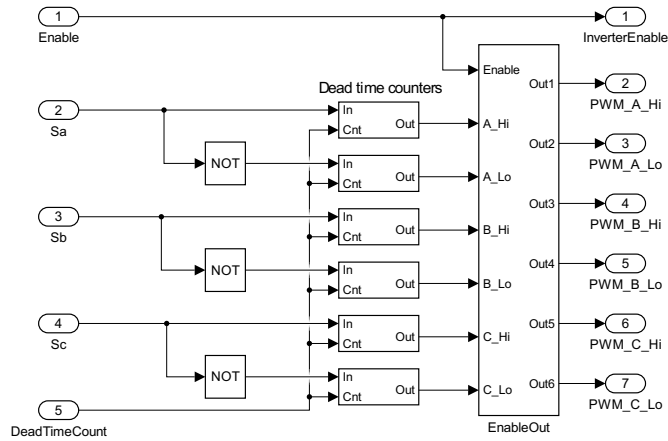 1
Enable
1
InverterEnable
Enable
Out1
2
PWM_A_Hi
Dead time counters
2
Sa
In
Cnt
Out
A_Hi
Out2
3
PWM_A_Lo
NOT
In
Cnt
Out
A_Lo
3
Sb
In
Cnt
Out
B_Hi
Out3
4
PWM_B_Hi
NOT
In
Cnt
Out
B_Lo
Out4
5
PWM_B_Lo
4
Sc
In
Cnt
Out
C_Hi
Out5
6
PWM_C_Hi
NOT
In
Cnt
Out
C_Lo
Out6
7
PWM_C_Lo
5
DeadTimeCount
EnableOut